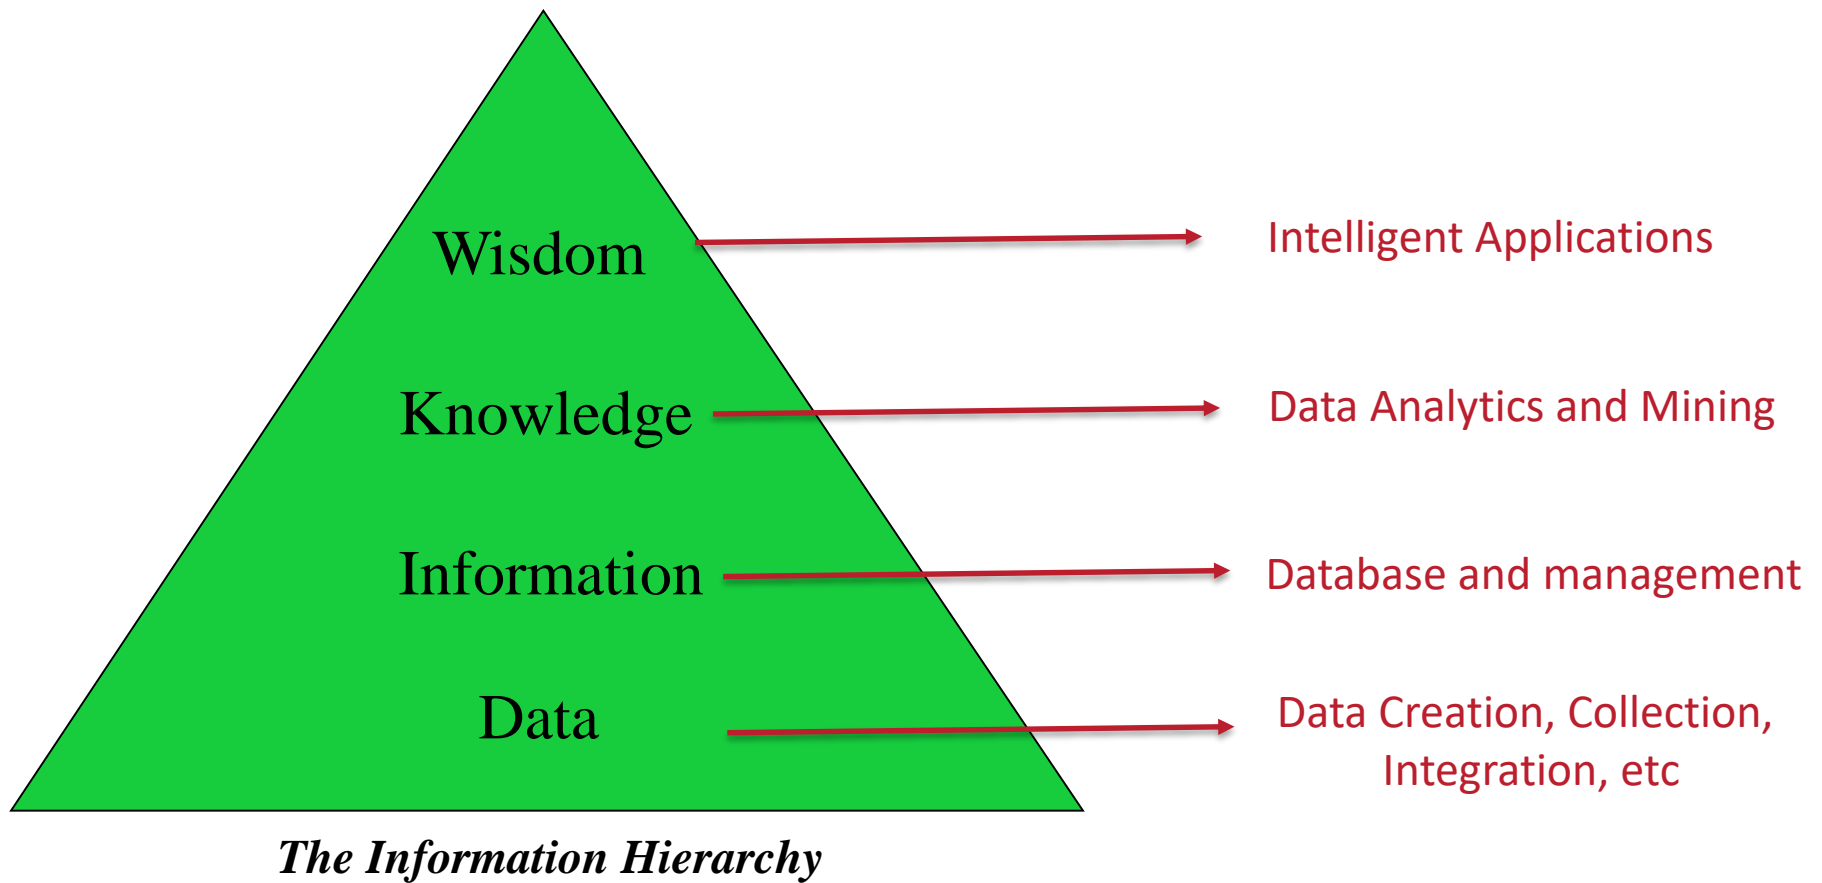 Wisdom
Intelligent Applications
Knowledge
Data Analytics and Mining
Information
Database and management
Data
Data Creation, Collection,
Integration, etc
The Information Hierarchy